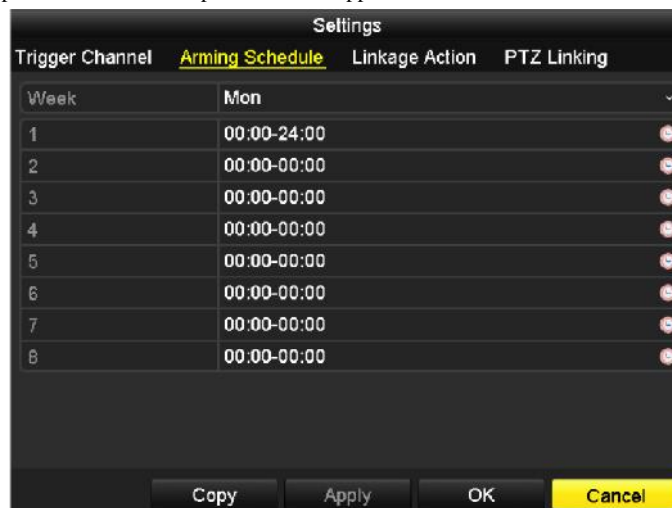 Settings
Trigger Channel Arming Schedule Linkage Action PTZ Linking
Week Mon
1 00:00-24:00
2 00:00-00:00
3 00:00-00:00
4 00:00-00:00
5 00:00-00:00
6 00:00-00:00
7 00:00-00:00
8 00:00-00:00
Copy Apply OK Cancel